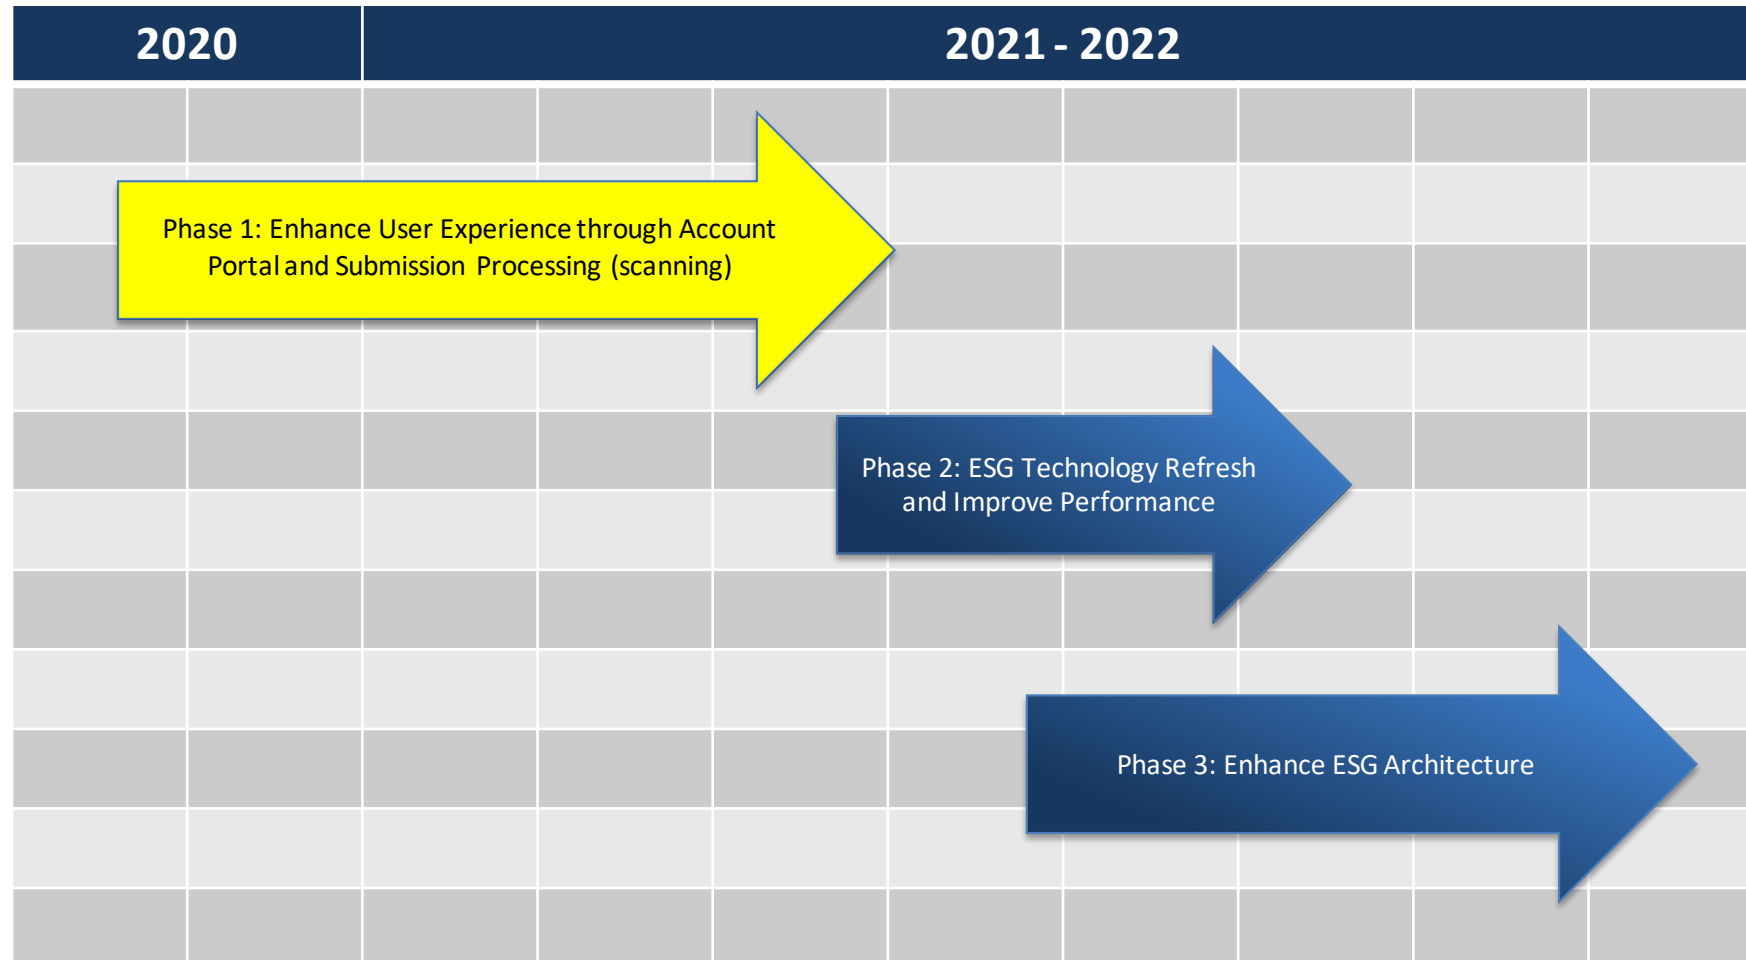 2020
2021 - 2022
Phase 1: Enhance User Experience through Account
Portal and Submission Processing (scanning)
Phase 2: ESG Technology Refresh
and Improve Performance
Phase 3: Enhance ESG Architecture